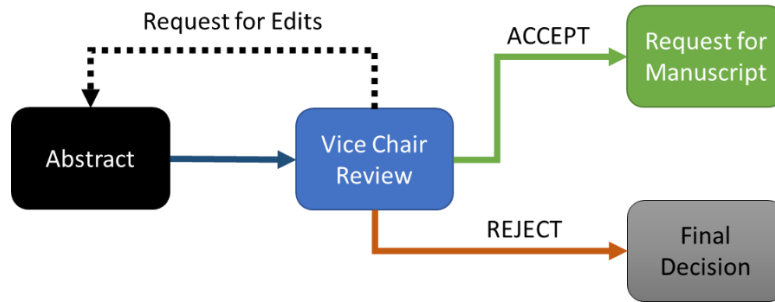 Request for Edits
ACCEPT
Request for
Manuscript
Abstract
Vice Chair
Review
REJECT
Final
Decision